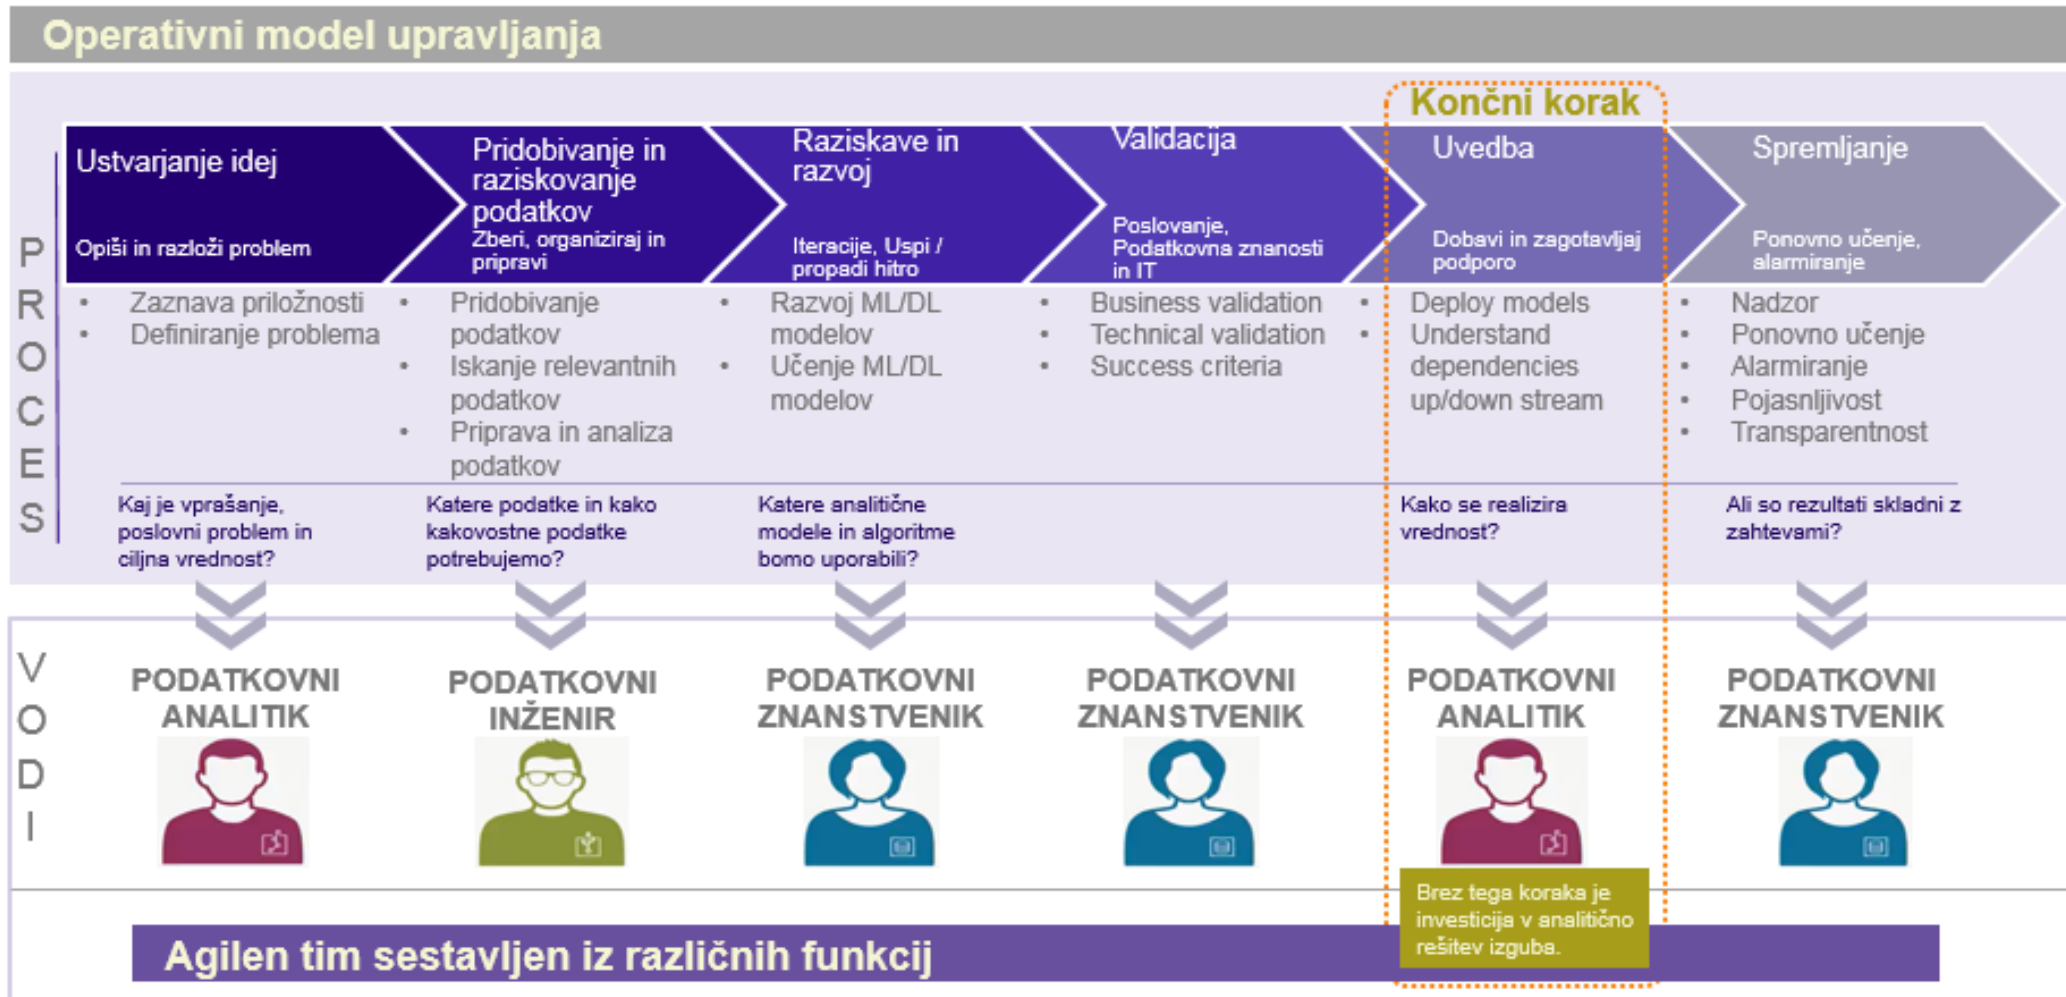 Operativni model upravljanja
Končni korak
PROCES
Ustvarjanje idej
Opiši in razloži problem
Pridobivanje in
raziskovanje
podatkov
Zberi, organiziraj in
pripravi
Raziskave in
razvoj
Iteracije, Uspi /
propadi hitro
Validacija
Poslovanje,
Podatkovna znanosti
in IT
Uvedba
Dobavi in zagotavljaj
podporo
Spremljanje
Ponovno učenje,
alarmiranje
• Zaznava priložnosti
• Definiranje problema
• Pridobivanje
podatkov
• Iskanje relevantnih
podatkov
• Priprava in analiza
podatkov
• Razvoj ML/DL
modelov
• Učenje ML/DL
modelov
• Business validation
• Technical validation
• Success criteria
• Deploy models
• Understand
dependencies
up/down stream
• Nadzor
• Ponovno učenje
• Alarmiranje
• Pojasnljivost
• Transparentnost
Kaj je vprašanje,
poslovni problem in
ciljna vrednost?
Katere podatke in kako
kakovostne podatke
potrebujemo?
Katere analitične
modele in algoritme
bomo uporabili?
Kako se realizira
vrednost?
Ali so rezultati skladni z
zahtevami?
VODI
PODATKOVNI
ANALITIK
PODATKOVNI
INŽENIR
PODATKOVNI
ZNANSTVENIK
PODATKOVNI
ZNANSTVENIK
PODATKOVNI
ANALITIK
PODATKOVNI
ZNANSTVENIK
Brez tega koraka je
investicija v analitično
rešitev izguba.
Agilen tim sestavljen iz različnih funkcij